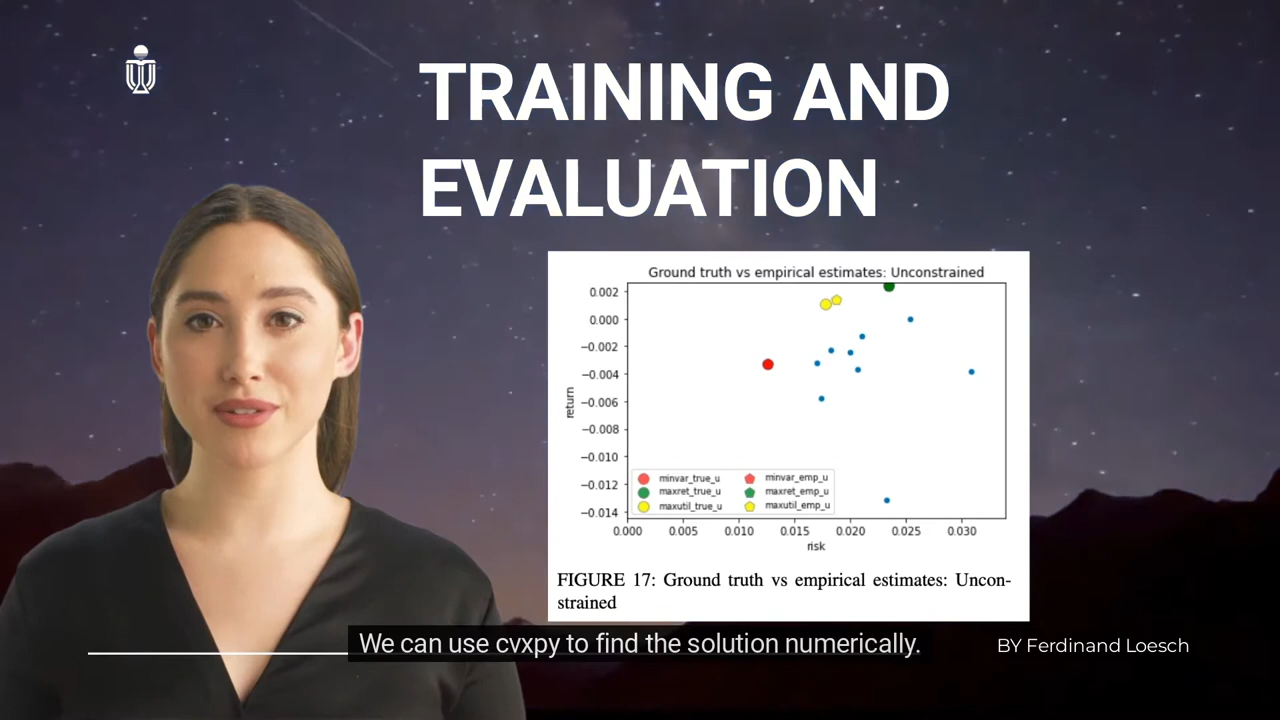 TRAINING AND
EVALUATION
Ground truth vs empirical estimates: Unconstrained
0.002
0.000
−0.002
−0.004
−0.006
−0.008
−0.010
−0.012
−0.014
return
minvar_true_u
maxret_true_u
maxutil_true_u
minvar_emp_u
maxret_emp_u
maxutil_emp_u
0.000 0.005 0.010 0.015 0.020 0.025 0.030
risk
FIGURE 17: Ground truth vs empirical estimates: Uncon-
strained
We can use cvxpy to find the solution numerically.
BY Ferdinand Loesch